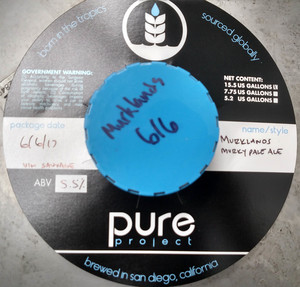 born in the tropics
sourced globally
GOVERNMENT WARNING:
NET CONTENT:
15.5 US GALLONS
7.75 US GALLONS
5.2 US GALLONS
Murklands
6/6
package date
6/6/17
name/style
MURKLANDS
MURKY PALE ALE
ABV
5.5%
pure
project
brewed in san diego, california